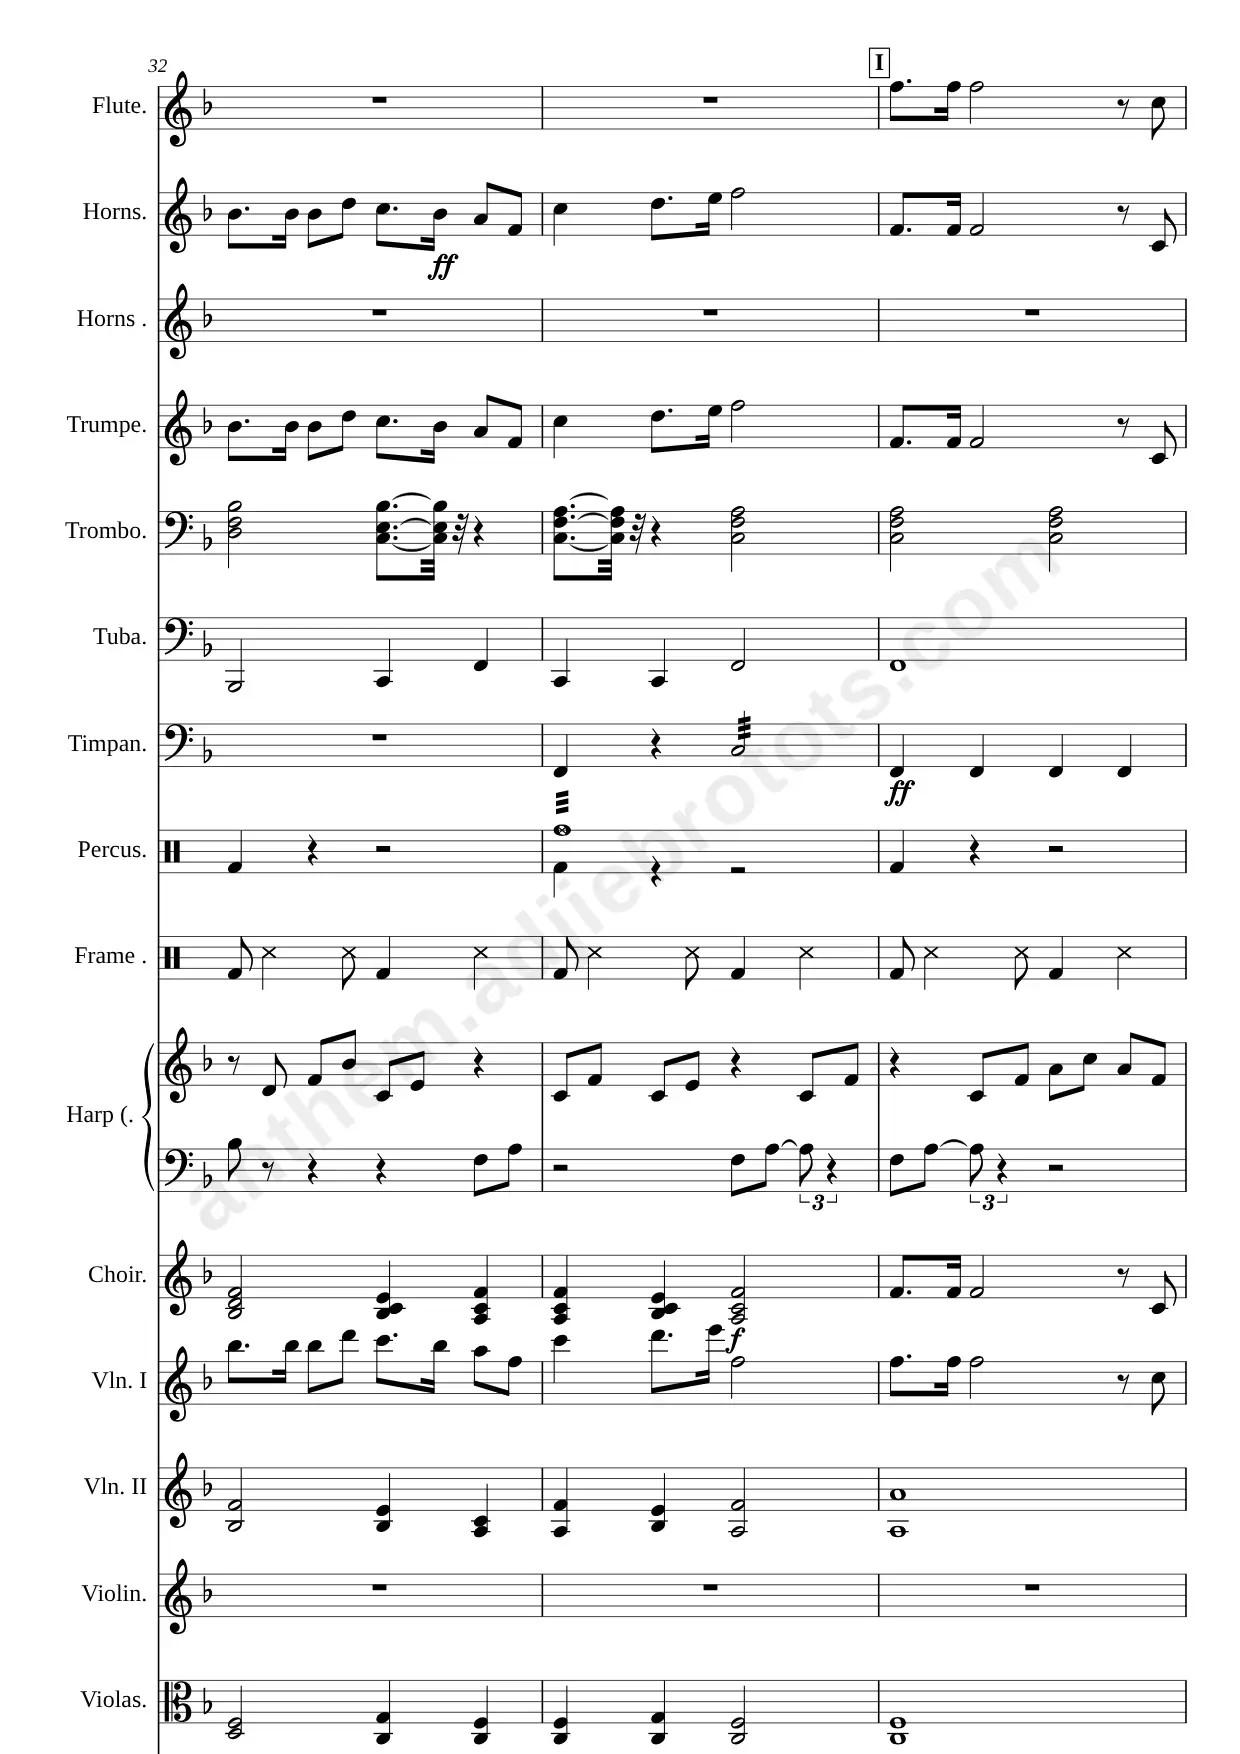 32
I
Flute.
Horns.
ff
Horns .
Trumpe.
Trombo.
Tuba.
Timpan.
ff
Percus.
Frame .
Harp (.
3
3
Choir.
f
Vln. I
Vln. II
Violin.
Violas.
anthem.adjiebrotots.com